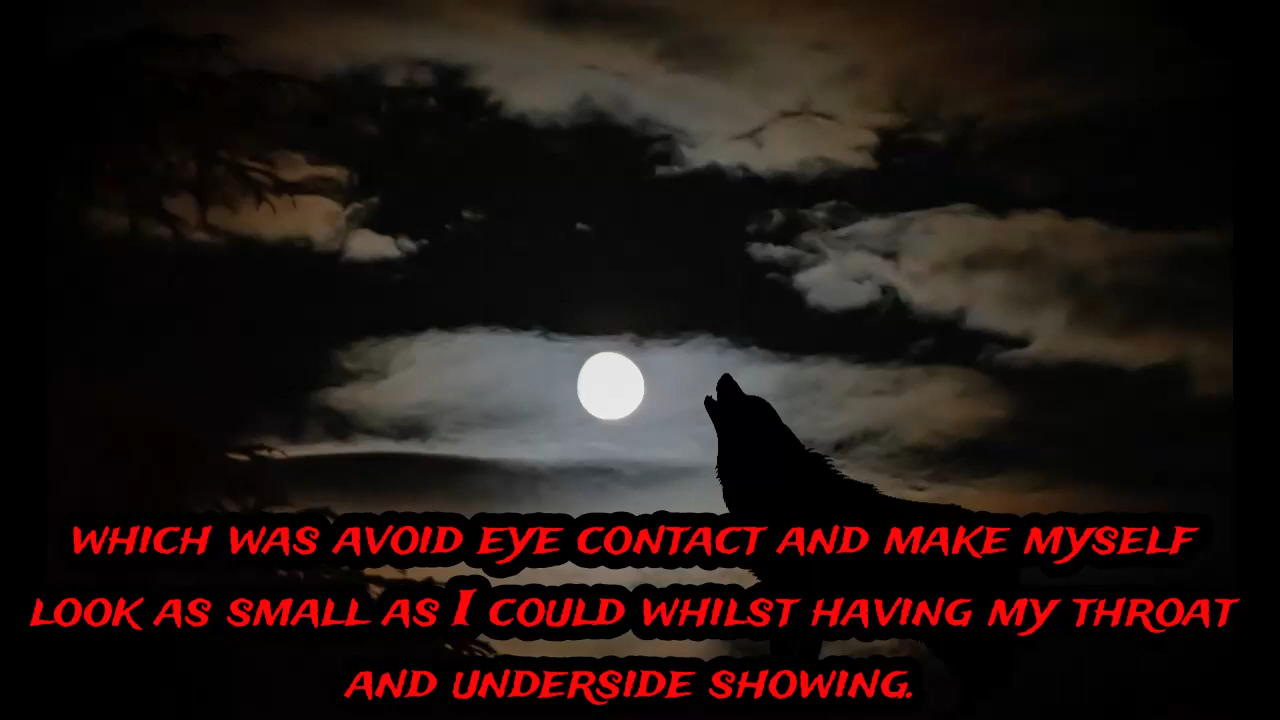 WHICH WAS AVOID EYE CONTACT AND MAKE MYSELF
LOOK AS SMALL AS I COULD WHILST HAVING MY THROAT
AND UNDERSIDE SHOWING.